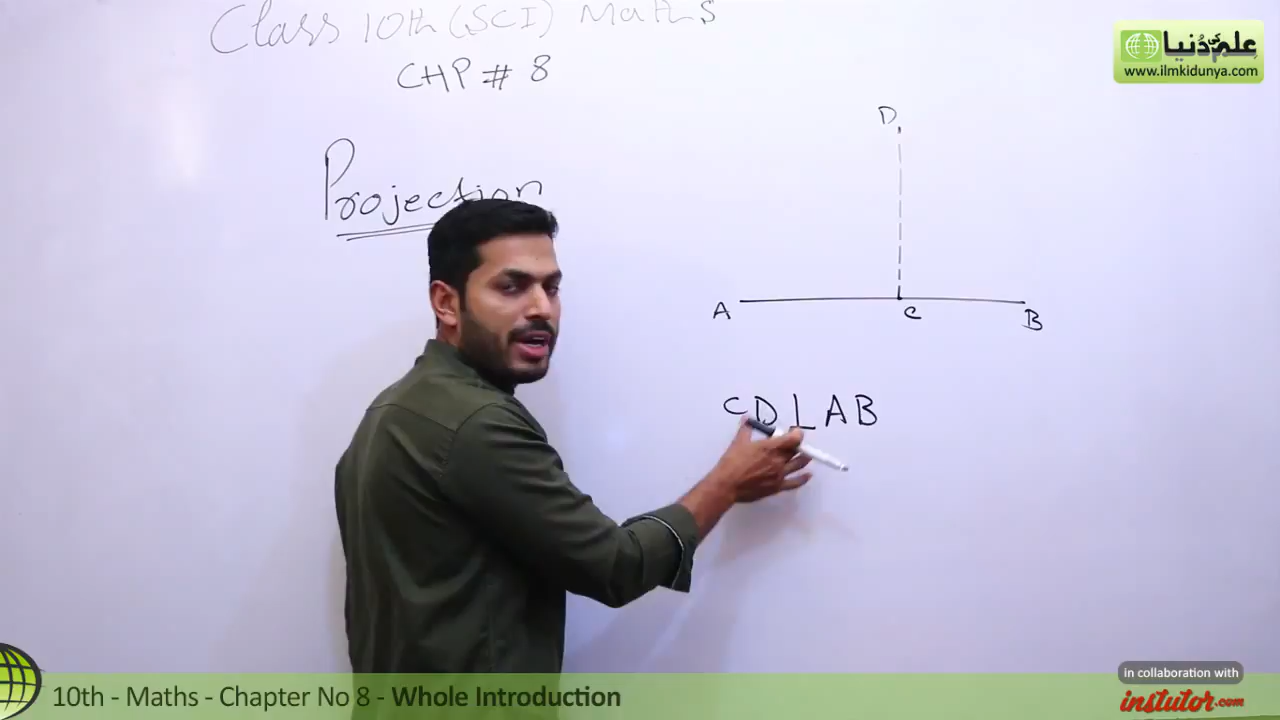 Class 10th (SCI) Maths
CHP # 8
Projection
D
A
C
B
CD ⊥ AB
علم کی دنیا
www.ilmkidunya.com
10th - Maths - Chapter No 8 - Whole Introduction
in collaboration with
instutor.com